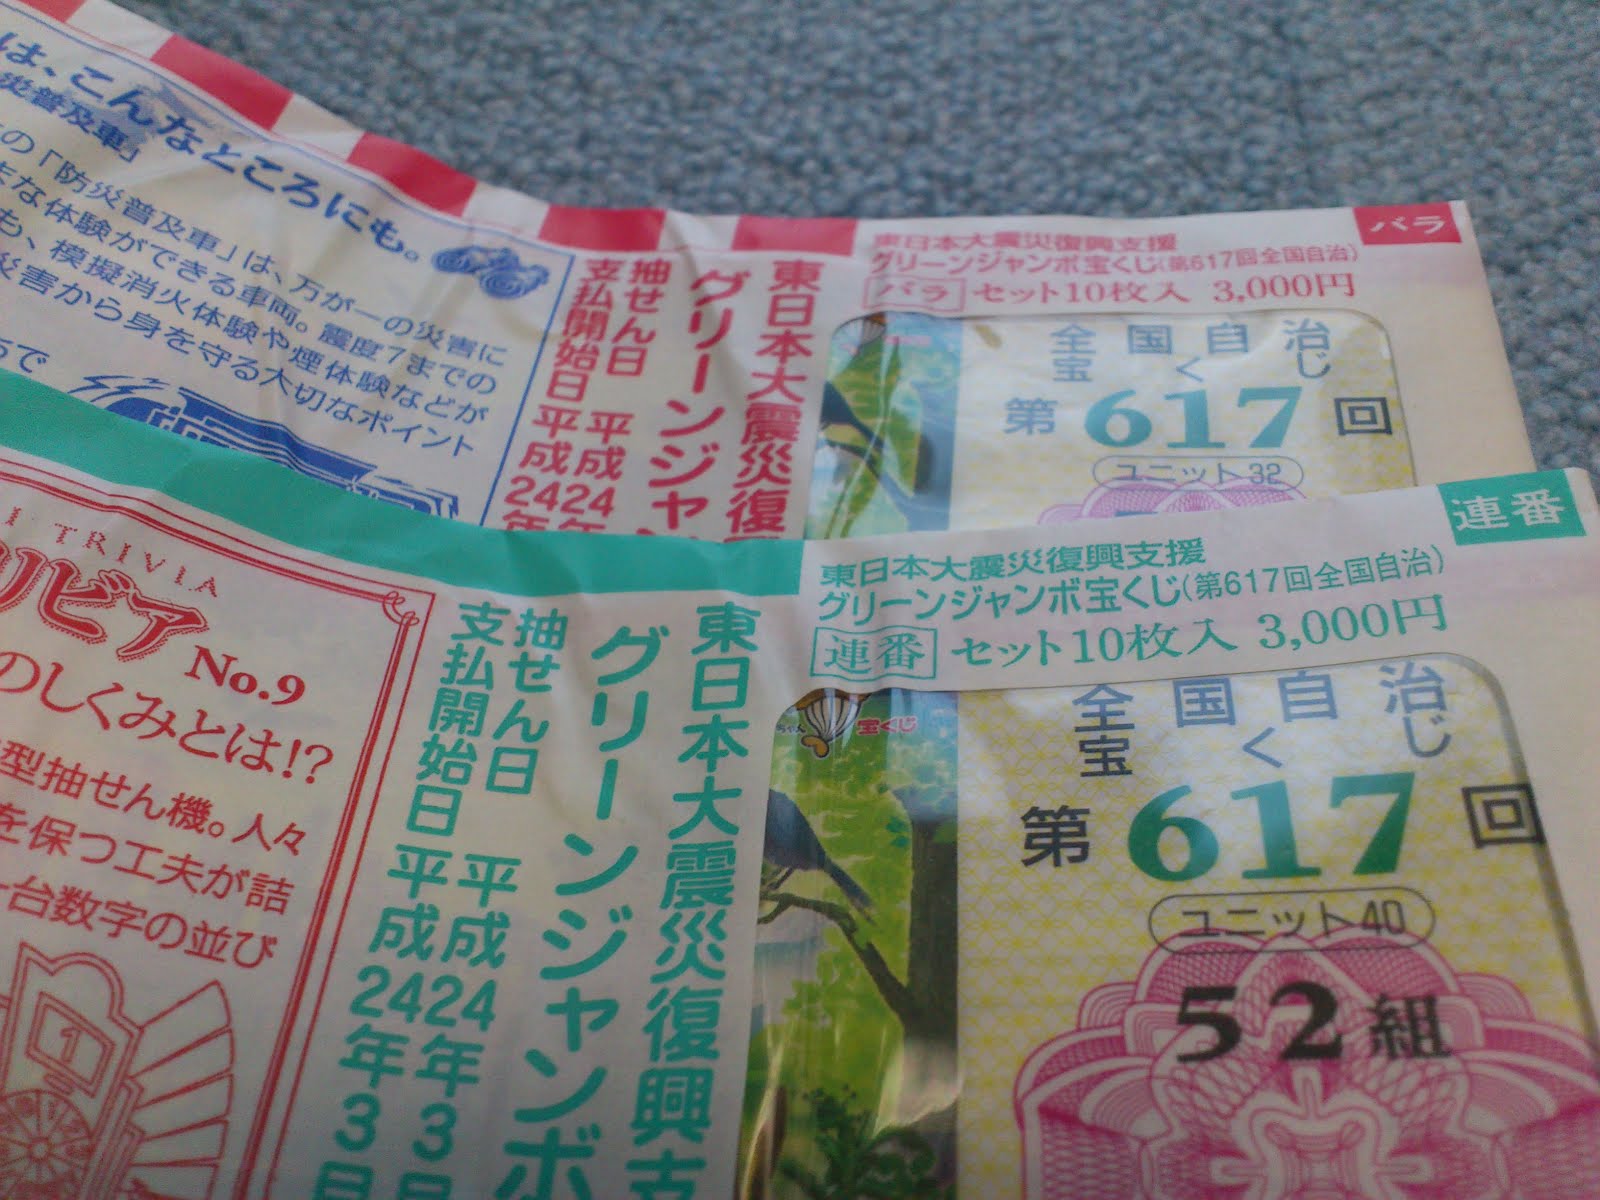 は、こんなところにも。
災普及車」
の「防災普及車」は、万が一の災害に
な体験ができる車両。震度7までの
も、模擬消火体験や煙体験などが
災害から身を守る大切なポイント
で
東日本大震災復
グリーンジャン
抽せん日 平成24年
支払開始日 平成24年
バラ
東日本大震災復興支援
グリーンジャンボ宝くじ(第617回全国自治)
バラ セット10枚入 3,000円
全国自治
宝くじ
第617回
ユニット32
TRIVIA
リビア
No.9
のしくみとは!?
型抽せん機。人々
を保つ工夫が詰
台数字の並び
1
東日本大震災復興支
グリーンジャンボ
抽せん日 平成24年3月
支払開始日 平成24年3月
連番
東日本大震災復興支援
グリーンジャンボ宝くじ(第617回全国自治)
連番 セット10枚入 3,000円
ちゃん 宝くじ
全国自治
宝くじ
第617回
ユニット40
52組